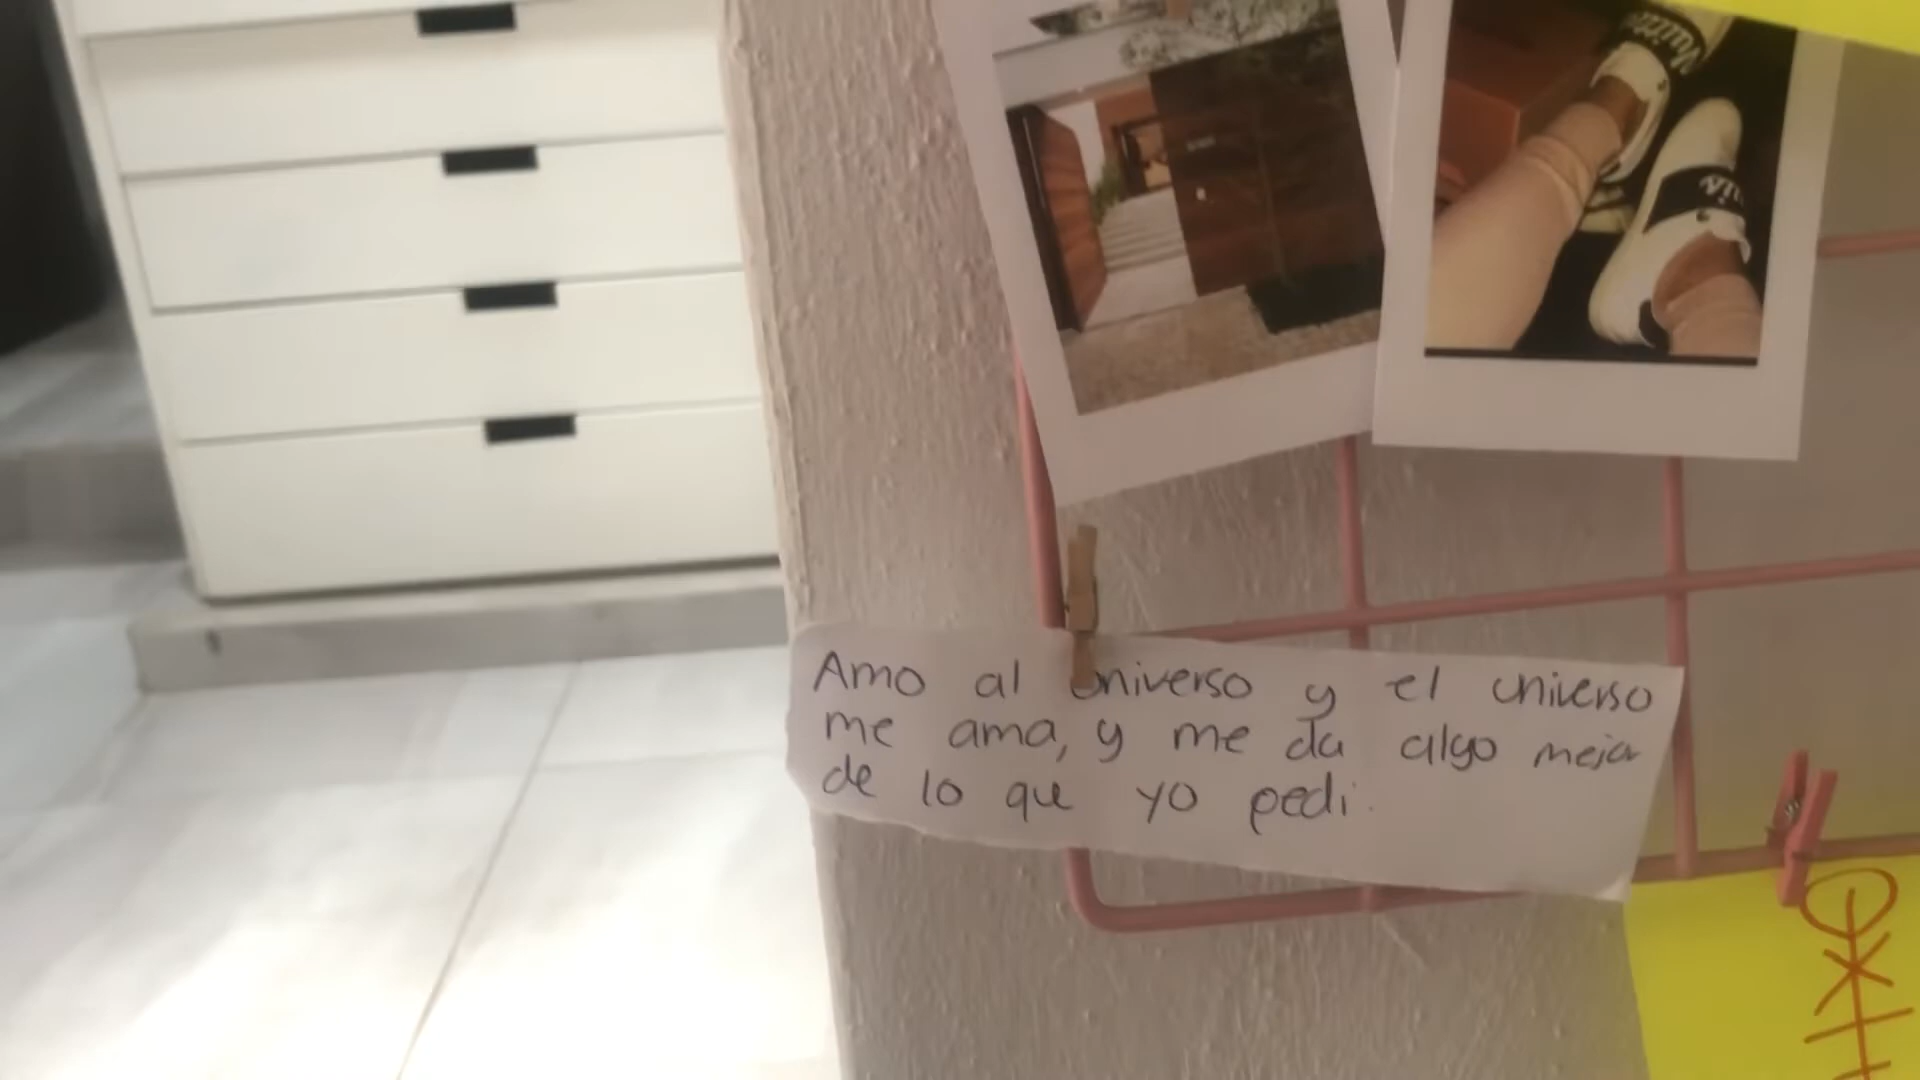 Amo al universo y el universo
me ama, y me da algo mejor
de lo que yo pedi.